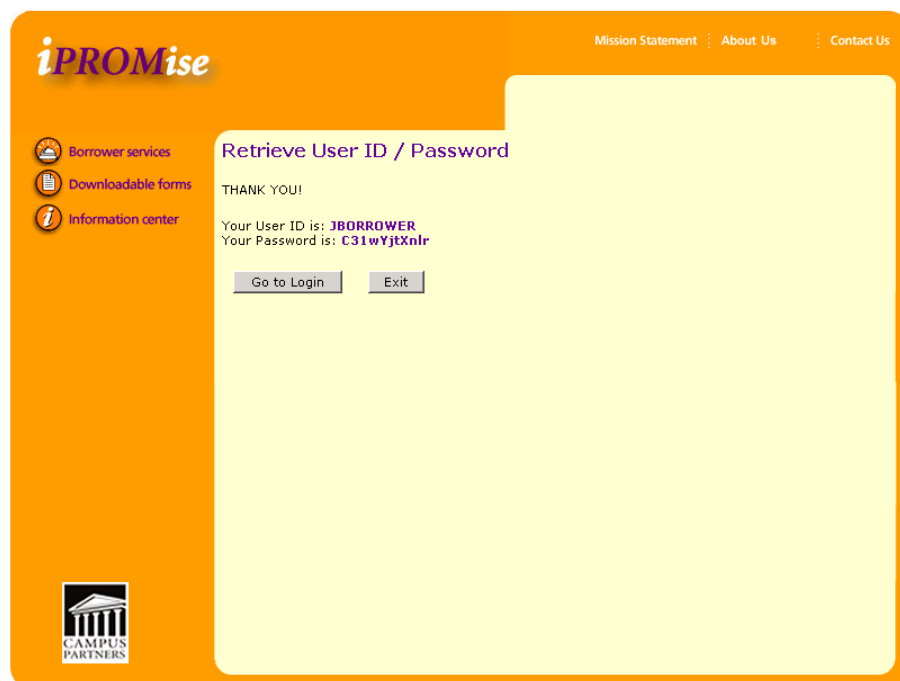 iPROMise
Mission Statement
About Us
Contact Us
Borrower services
Downloadable forms
Information center
Retrieve User ID / Password
THANK YOU!
Your User ID is: JBORROWER
Your Password is: C31wYjtXnlr
Go to Login
Exit
CAMPUS
PARTNERS